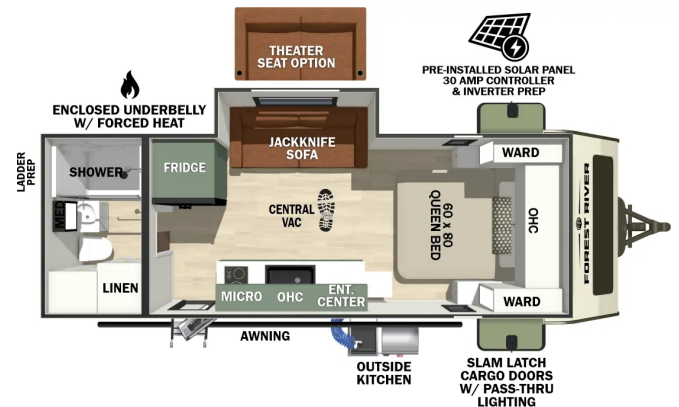 THEATER
SEAT OPTION
PRE-INSTALLED SOLAR PANEL
30 AMP CONTROLLER
& INVERTER PREP
ENCLOSED UNDERBELLY
W/ FORCED HEAT
LADDER
PREP
SHOWER
FRIDGE
JACKKNIFE
SOFA
WARD
MED
CENTRAL
VAC
60 x 80
QUEEN BED
OHC
FOREST RIVER
LINEN
MICRO
OHC
ENT.
CENTER
WARD
AWNING
OUTSIDE
KITCHEN
SLAM LATCH
CARGO DOORS
W/ PASS-THRU
LIGHTING